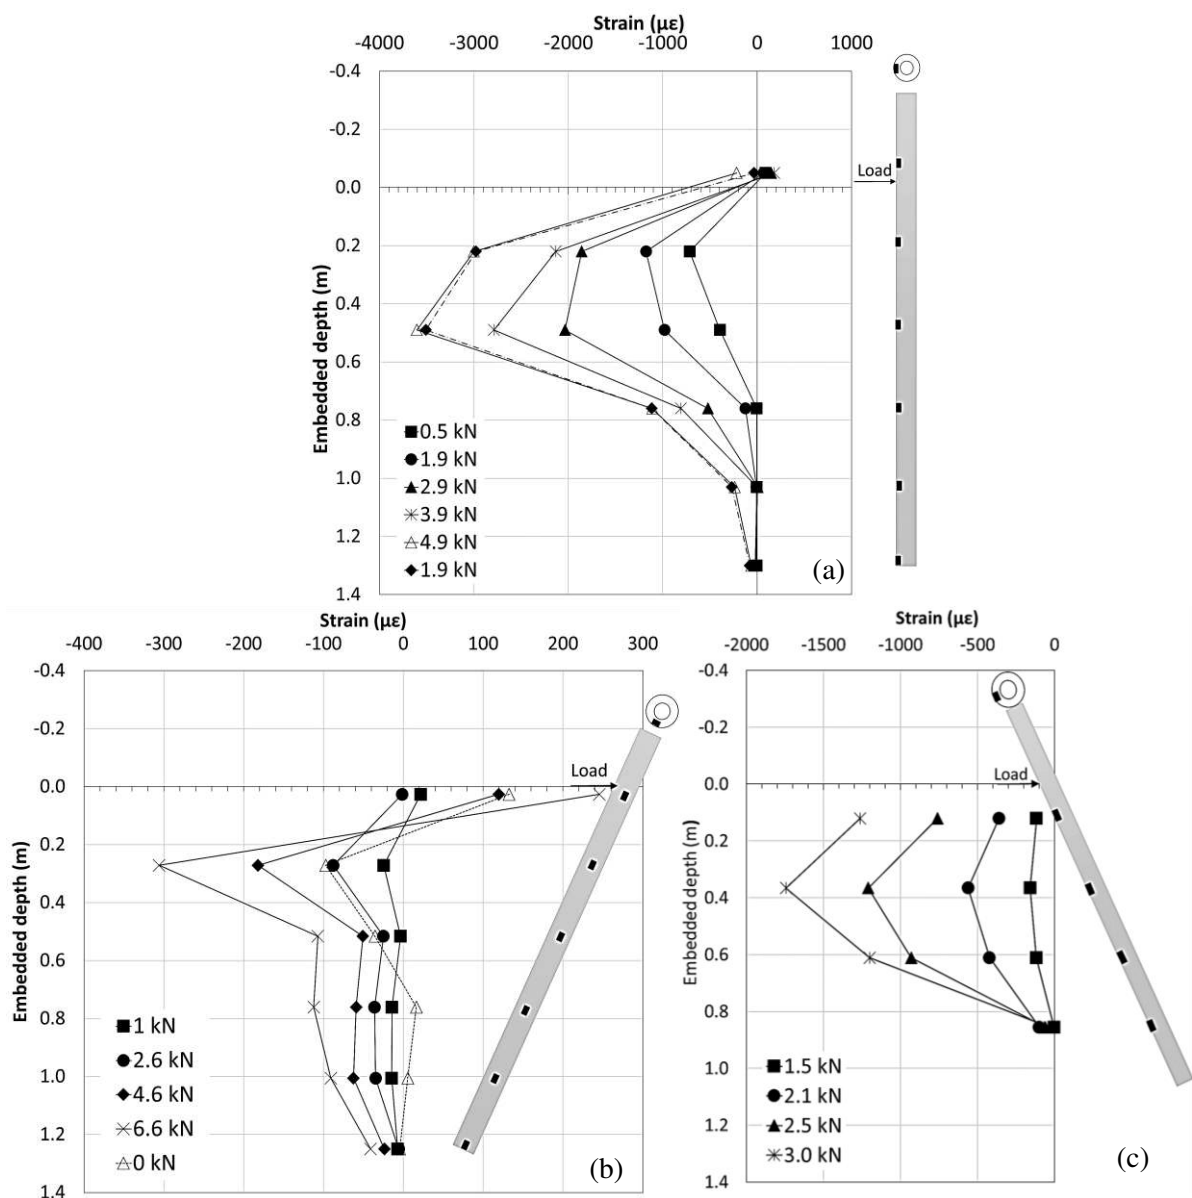 Strain (µε)
-4000 -3000 -2000 -1000 0 1000
-0.4
-0.2
Load
0.0
0.2
0.4
0.6
0.8
1.0
1.2
1.4
Embedded depth (m)
0.5 kN
1.9 kN
2.9 kN
3.9 kN
4.9 kN
1.9 kN
(a)
Strain (µε)
-400 -300 -200 -100 0 100 200 300
-0.4
-0.2
Load
0.0
0.2
0.4
0.6
0.8
1.0
1.2
1.4
Embedded depth (m)
1 kN
2.6 kN
4.6 kN
6.6 kN
0 kN
(b)
Strain (µε)
-2000 -1500 -1000 -500 0
-0.4
-0.2
Load
0.0
0.2
0.4
0.6
0.8
1.0
1.2
1.4
Embedded depth (m)
1.5 kN
2.1 kN
2.5 kN
3.0 kN
(c)